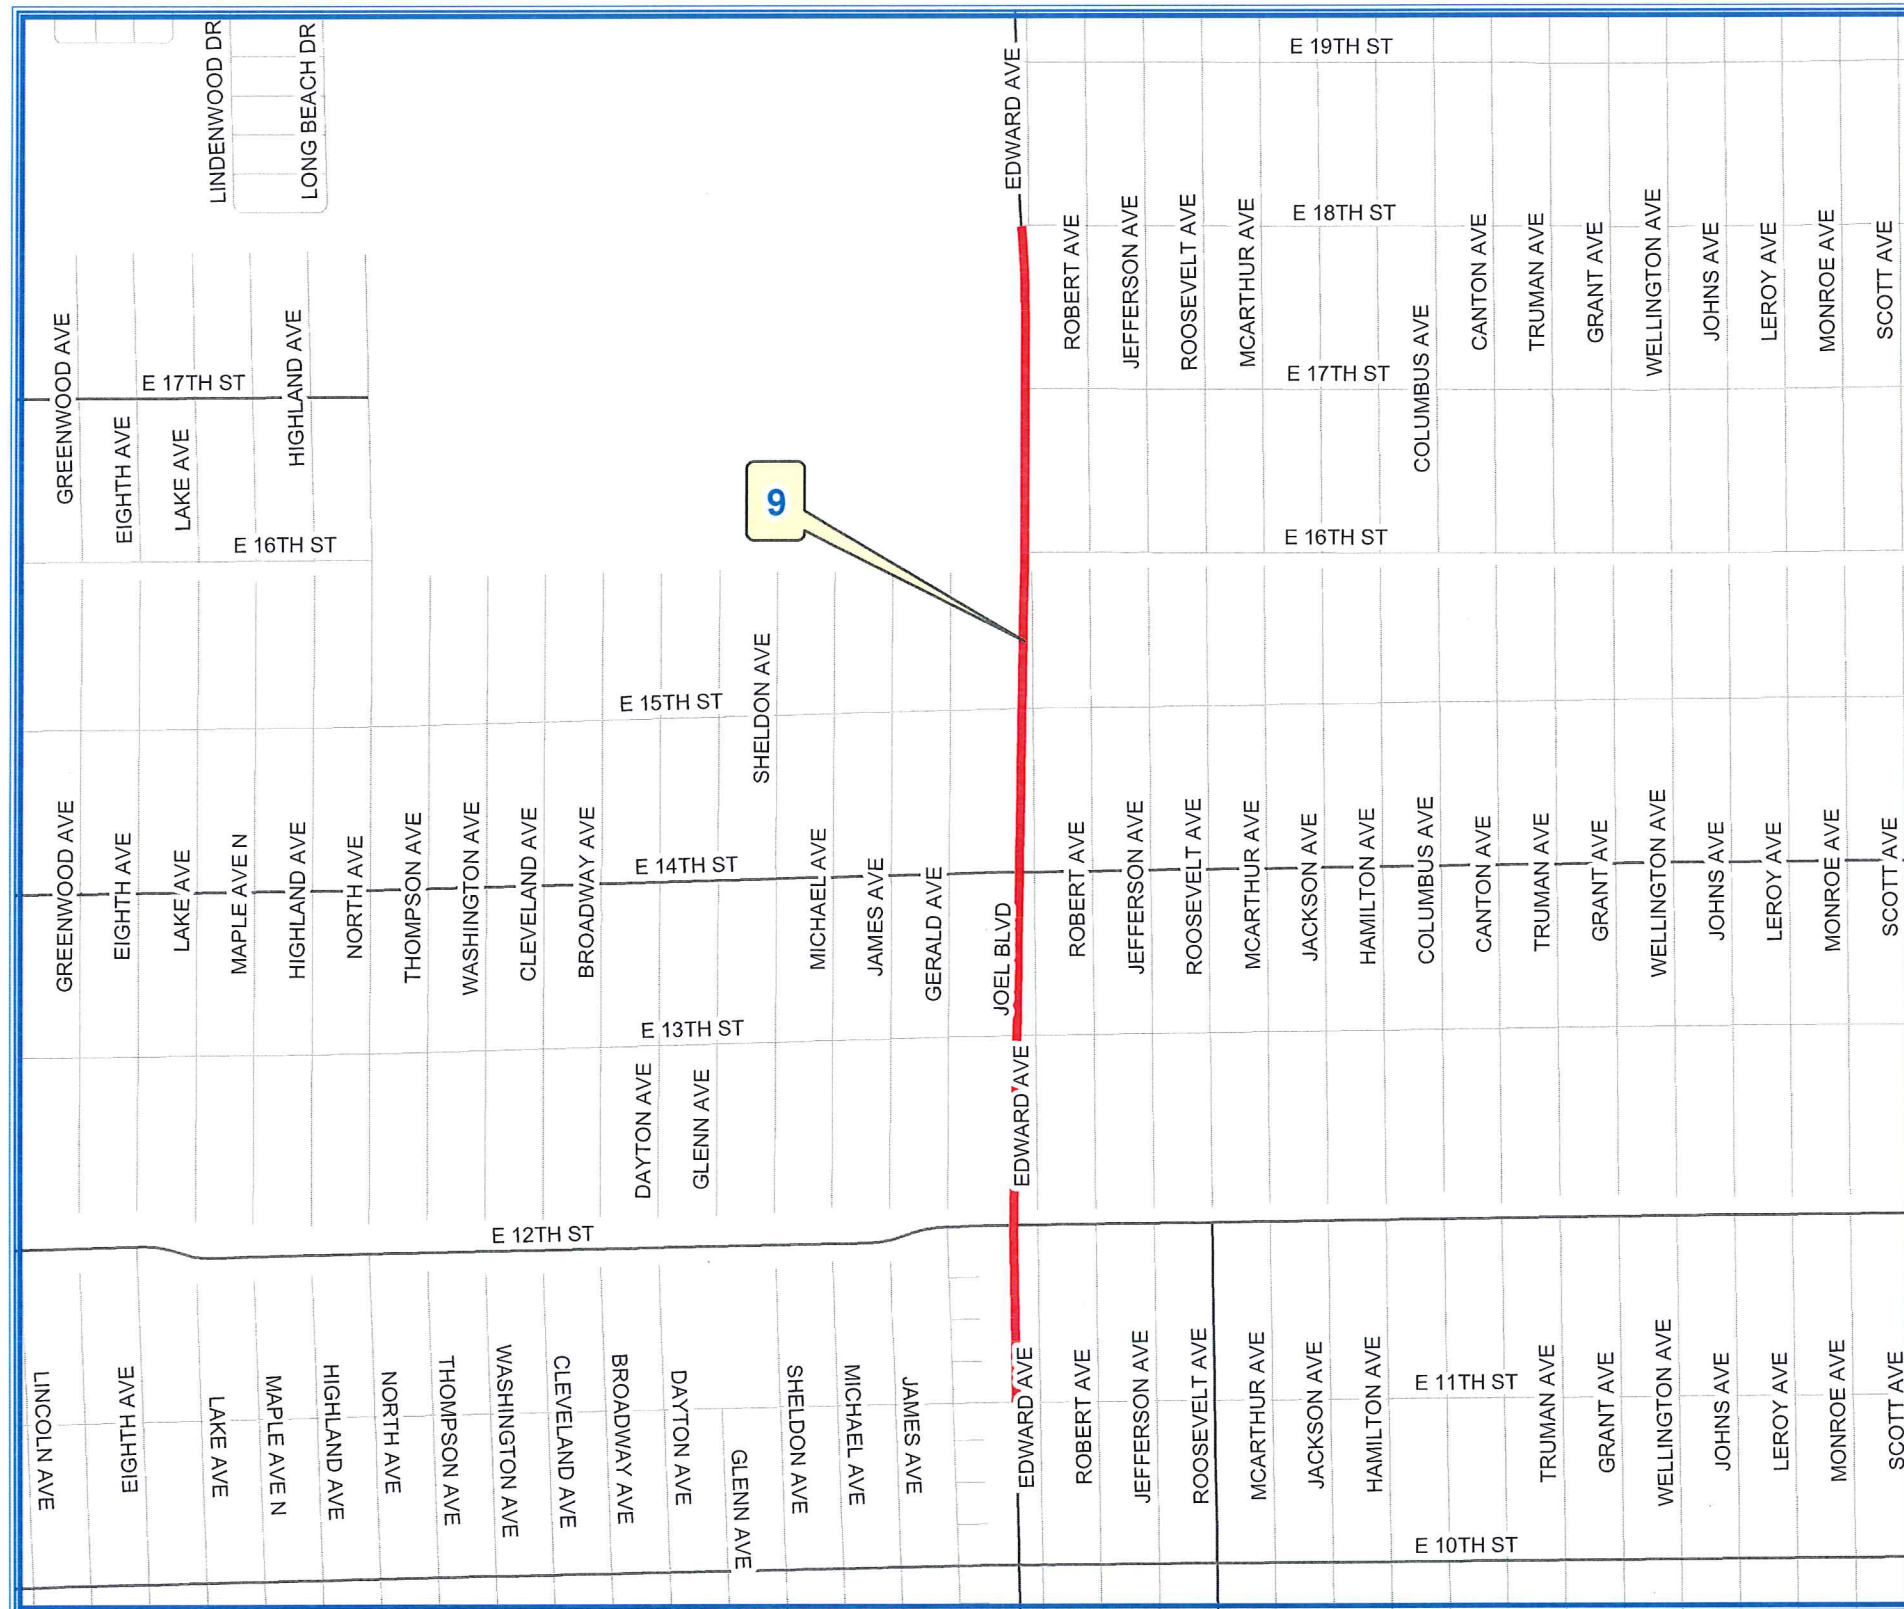 LINDENWOOD DR
LONG BEACH DR
EDWARD AVE
E 19TH ST
E 18TH ST
ROBERT AVE
JEFFERSON AVE
ROOSEVELT AVE
MCARTHUR AVE
CANTON AVE
TRUMAN AVE
GRANT AVE
WELLINGTON AVE
JOHNS AVE
LEROY AVE
MONROE AVE
SCOTT AVE
GREENWOOD AVE
E 17TH ST
HIGHLAND AVE
E 17TH ST
COLUMBUS AVE
EIGHTH AVE
LAKE AVE
9
E 16TH ST
E 16TH ST
SHELDON AVE
E 15TH ST
GREENWOOD AVE
EIGHTH AVE
LAKE AVE
MAPLE AVE N
HIGHLAND AVE
NORTH AVE
THOMPSON AVE
WASHINGTON AVE
CLEVELAND AVE
BROADWAY AVE
E 14TH ST
MICHAEL AVE
JAMES AVE
GERALD AVE
JOEL BLVD
ROBERT AVE
JEFFERSON AVE
ROOSEVELT AVE
MCARTHUR AVE
JACKSON AVE
HAMILTON AVE
COLUMBUS AVE
CANTON AVE
TRUMAN AVE
GRANT AVE
WELLINGTON AVE
JOHNS AVE
LEROY AVE
MONROE AVE
SCOTT AVE
E 13TH ST
DAYTON AVE
GLENN AVE
EDWARD AVE
E 12TH ST
LINCOLN AVE
EIGHTH AVE
LAKE AVE
MAPLE AVE N
HIGHLAND AVE
NORTH AVE
THOMPSON AVE
WASHINGTON AVE
CLEVELAND AVE
BROADWAY AVE
DAYTON AVE
GLENN AVE
SHELDON AVE
MICHAEL AVE
JAMES AVE
EDWARD AVE
ROBERT AVE
JEFFERSON AVE
ROOSEVELT AVE
MCARTHUR AVE
JACKSON AVE
HAMILTON AVE
E 11TH ST
TRUMAN AVE
GRANT AVE
WELLINGTON AVE
JOHNS AVE
LEROY AVE
MONROE AVE
SCOTT AVE
E 10TH ST